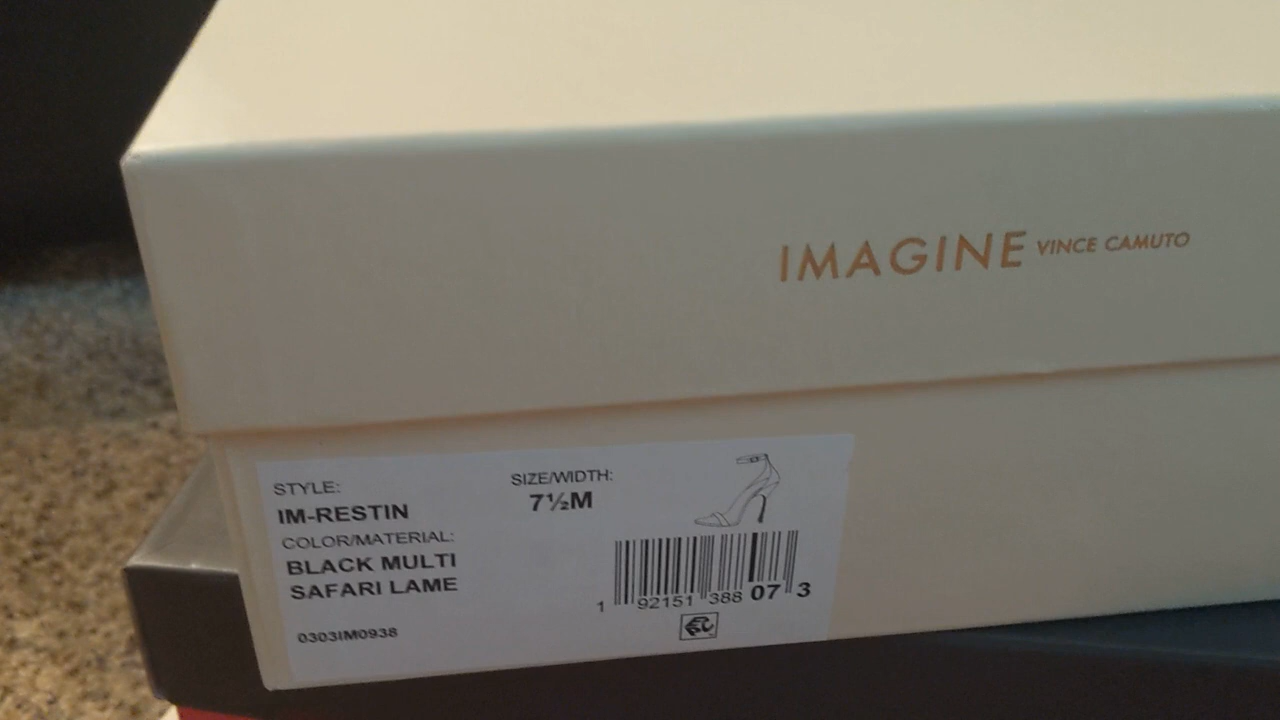 IMAGINE VINCE CAMUTO
STYLE:
IM-RESTIN
COLOR/MATERIAL:
BLACK MULTI
SAFARI LAME
0303IM0938
SIZE/WIDTH:
7½M
1 92151 388 07 3